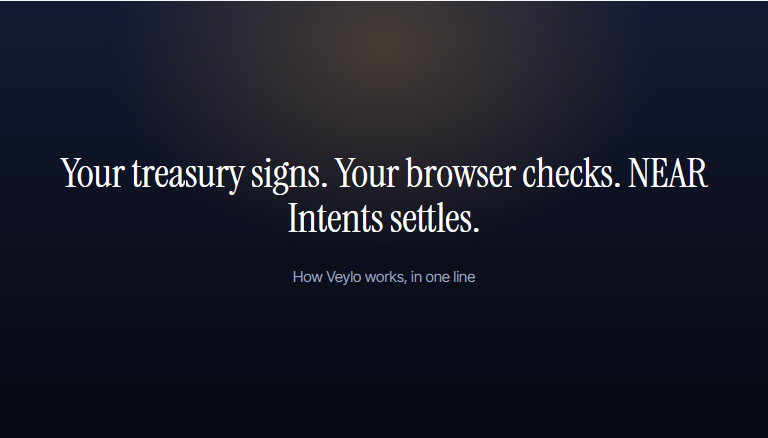 Your treasury signs. Your browser checks. NEAR
Intents settles.
How Veylo works, in one line